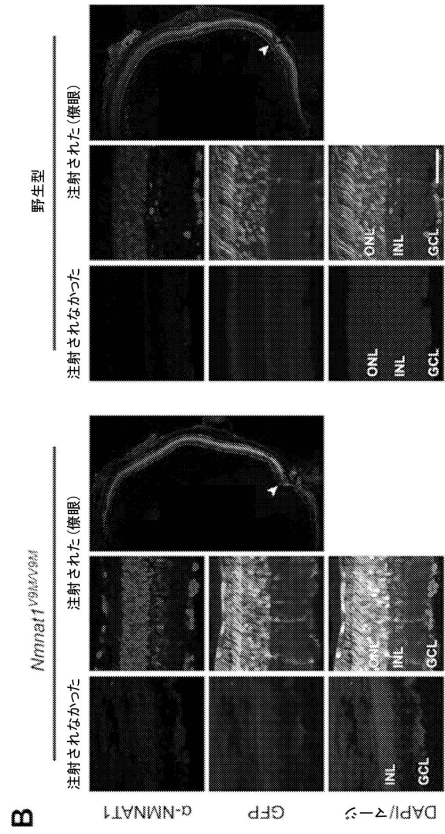 B
Nmnat1V9M/V9M
野生型
注射されなかった
注射された (僚眼)
注射されなかった
注射された (僚眼)
α-NMNAT1
GFP
DAPI/マージ
INL
GCL
ONL
INL
GCL
ONL
INL
GCL
ONL
INL
GCL